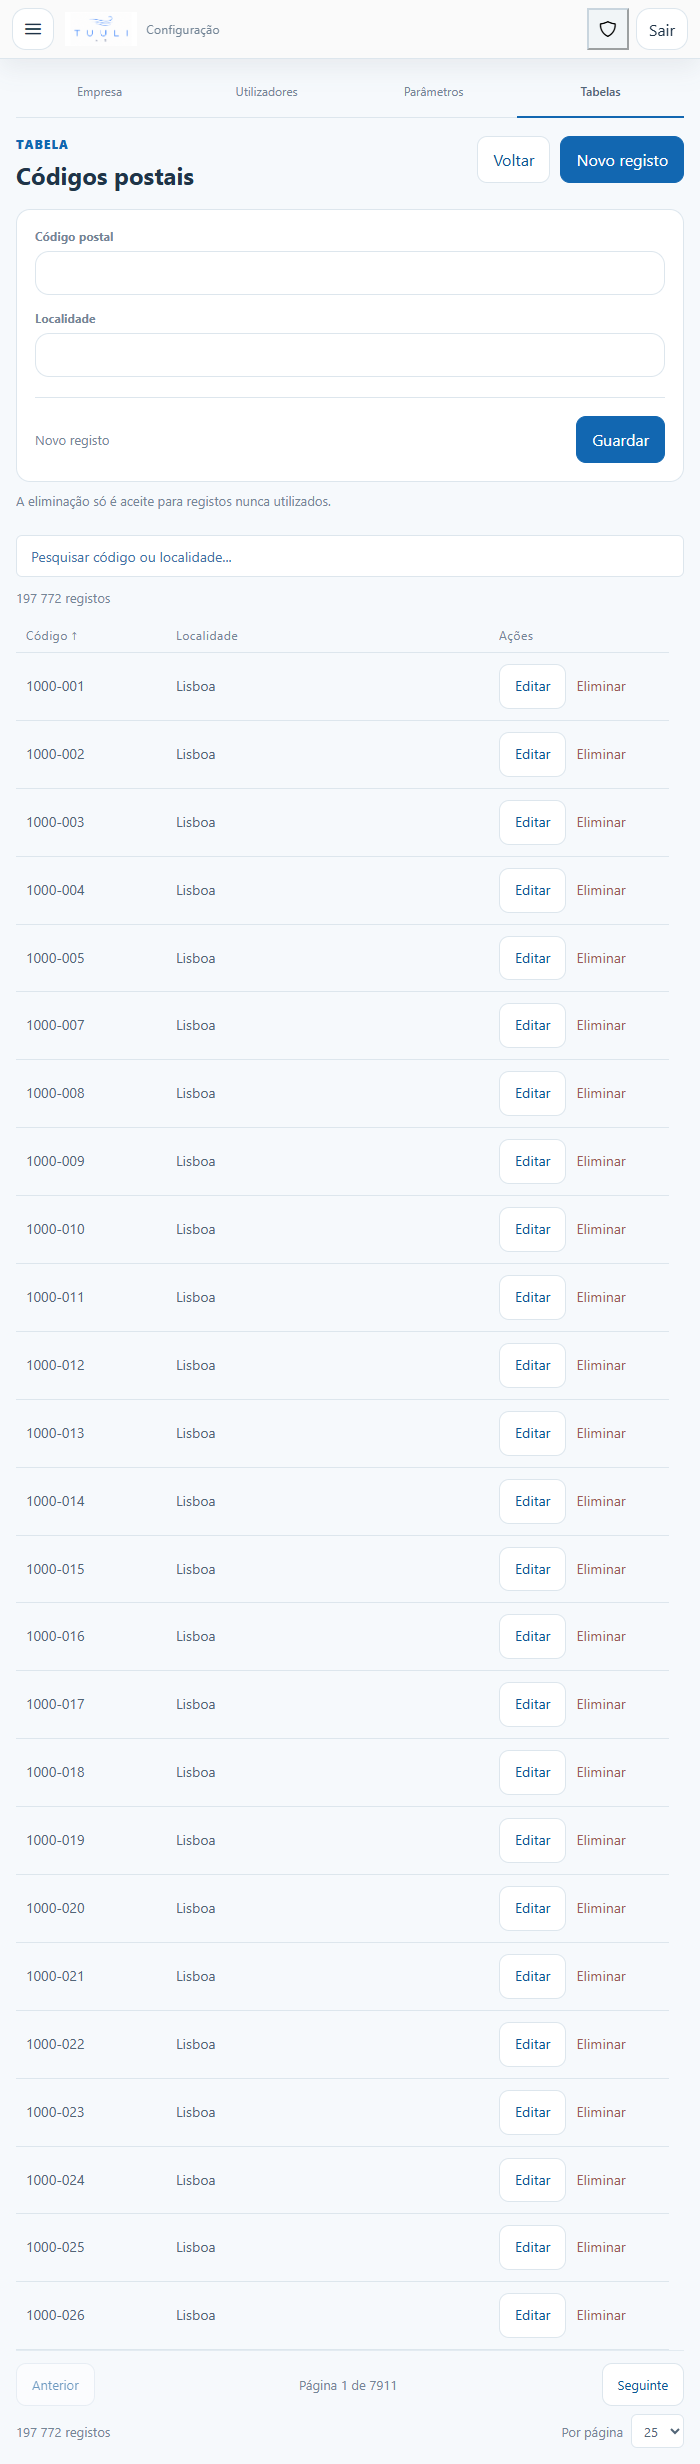 TUULI
Configuração
Sair
Empresa
Utilizadores
Parâmetros
Tabelas
TABELA
Códigos postais
Voltar
Novo registo
Código postal
Localidade
Novo registo
Guardar
A eliminação só é aceite para registos nunca utilizados.
Pesquisar código ou localidade...
197 772 registos
Código ↑ Localidade Ações
1000-001 Lisboa Editar Eliminar
1000-002 Lisboa Editar Eliminar
1000-003 Lisboa Editar Eliminar
1000-004 Lisboa Editar Eliminar
1000-005 Lisboa Editar Eliminar
1000-007 Lisboa Editar Eliminar
1000-008 Lisboa Editar Eliminar
1000-009 Lisboa Editar Eliminar
1000-010 Lisboa Editar Eliminar
1000-011 Lisboa Editar Eliminar
1000-012 Lisboa Editar Eliminar
1000-013 Lisboa Editar Eliminar
1000-014 Lisboa Editar Eliminar
1000-015 Lisboa Editar Eliminar
1000-016 Lisboa Editar Eliminar
1000-017 Lisboa Editar Eliminar
1000-018 Lisboa Editar Eliminar
1000-019 Lisboa Editar Eliminar
1000-020 Lisboa Editar Eliminar
1000-021 Lisboa Editar Eliminar
1000-022 Lisboa Editar Eliminar
1000-023 Lisboa Editar Eliminar
1000-024 Lisboa Editar Eliminar
1000-025 Lisboa Editar Eliminar
1000-026 Lisboa Editar Eliminar
Anterior Página 1 de 7911 Seguinte
197 772 registos Por página 25